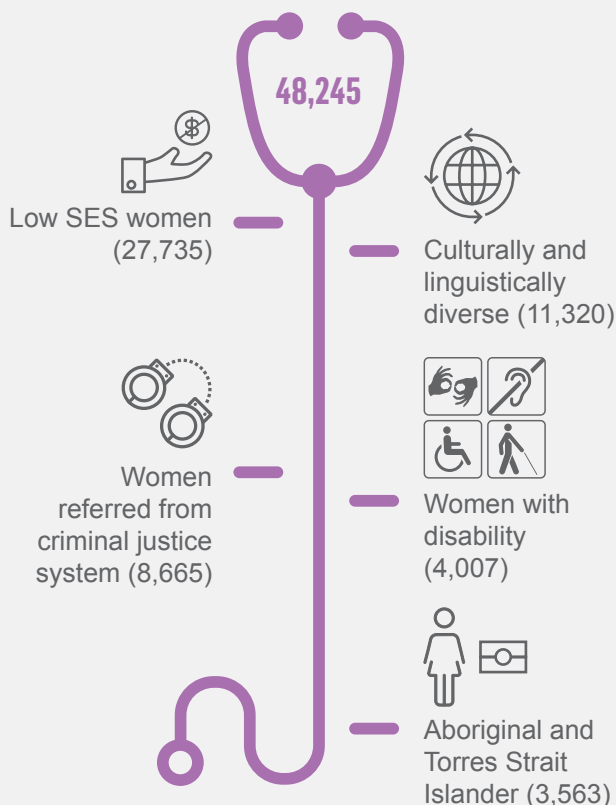 48,245
Low SES women
(27,735)
Culturally and
linguistically
diverse (11,320)
Women
referred from
criminal justice
system (8,665)
Women with
disability
(4,007)
Aboriginal and
Torres Strait
Islander (3,563)